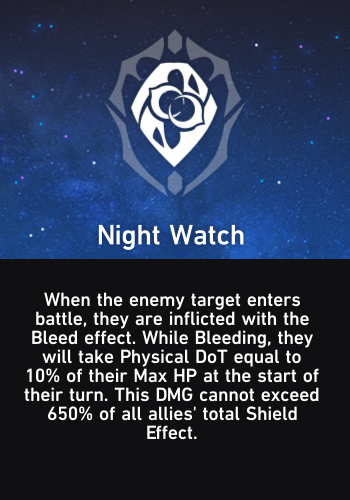 Night Watch
When the enemy target enters
battle, they are inflicted with the
Bleed effect. While Bleeding, they
will take Physical DoT equal to
10% of their Max HP at the start of
their turn. This DMG cannot exceed
650% of all allies' total Shield
Effect.